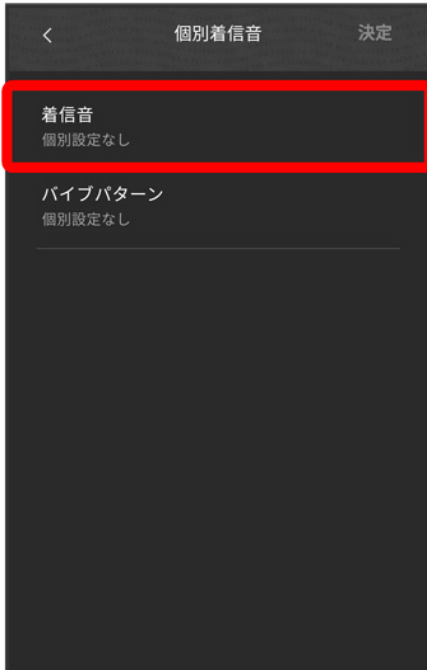 個別着信音 決定
着信音
個別設定なし
バイブパターン
個別設定なし